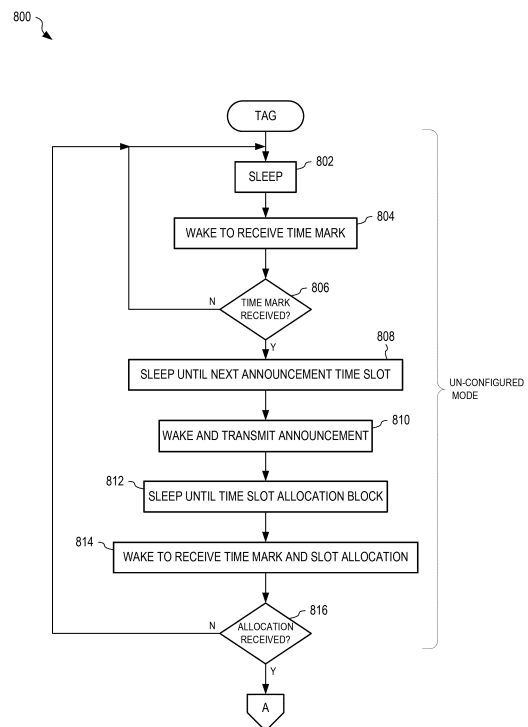 800
TAG
802
SLEEP
804
WAKE TO RECEIVE TIME MARK
806
TIME MARK
RECEIVED?
N
Y
808
SLEEP UNTIL NEXT ANNOUNCEMENT TIME SLOT
UN-CONFIGURED
MODE
810
WAKE AND TRANSMIT ANNOUNCEMENT
812
SLEEP UNTIL TIME SLOT ALLOCATION BLOCK
814
WAKE TO RECEIVE TIME MARK AND SLOT ALLOCATION
816
ALLOCATION
RECEIVED?
N
Y
A